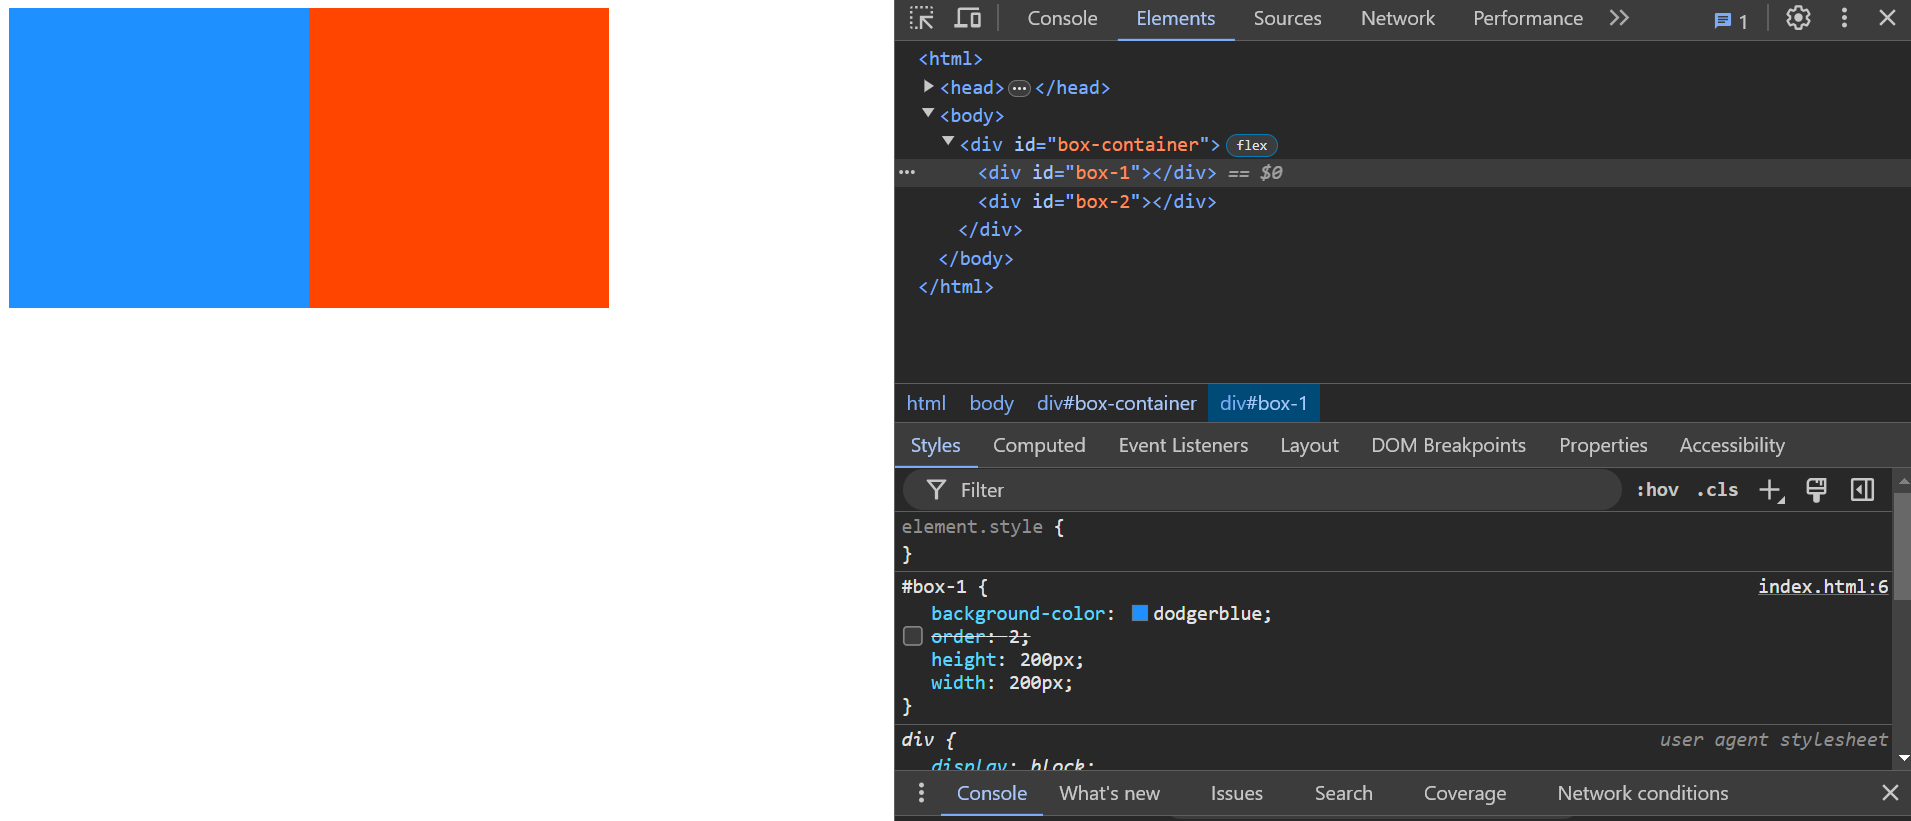 Console Elements Sources Network Performance 1
<html>
<head> … </head>
<body>
<div id="box-container"> flex
… <div id="box-1"></div> == $0
<div id="box-2"></div>
</div>
</body>
</html>
html body div#box-container div#box-1
Styles Computed Event Listeners Layout DOM Breakpoints Properties Accessibility
Filter :hov .cls
element.style {
}
#box-1 { index.html:6
background-color: dodgerblue;
order: 2;
height: 200px;
width: 200px;
}
div { user agent stylesheet
display: block;
Console What's new Issues Search Coverage Network conditions